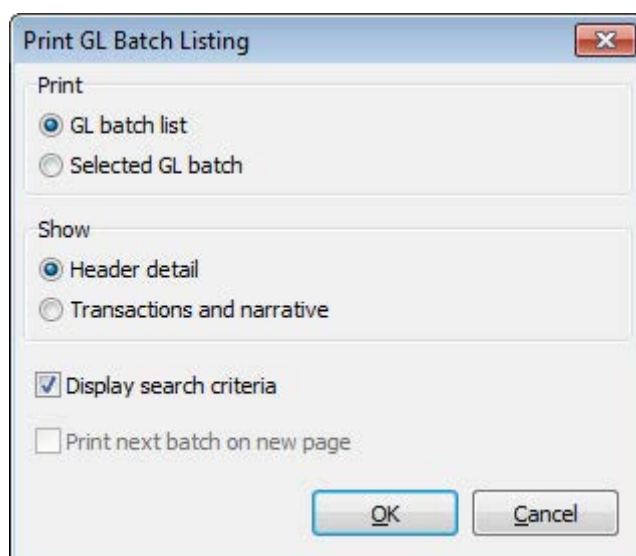 Print GL Batch Listing
Print
GL batch list
Selected GL batch
Show
Header detail
Transactions and narrative
Display search criteria
Print next batch on new page
OK Cancel